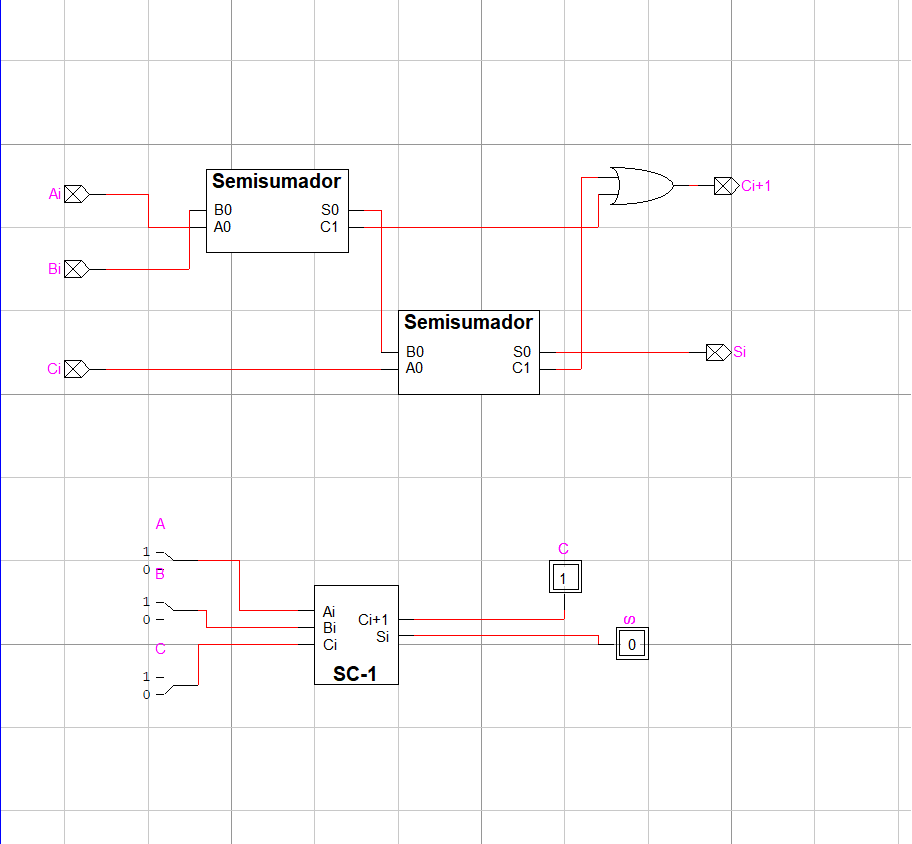 Ai
Semisumador
B0 S0
A0 C1
Ci+1
Bi
Semisumador
B0 S0
A0 C1
Si
Ci
A
1
0
B
1
0
C
1
0
Ai
Bi
Ci
Ci+1
Si
SC-1
C
1
S
0